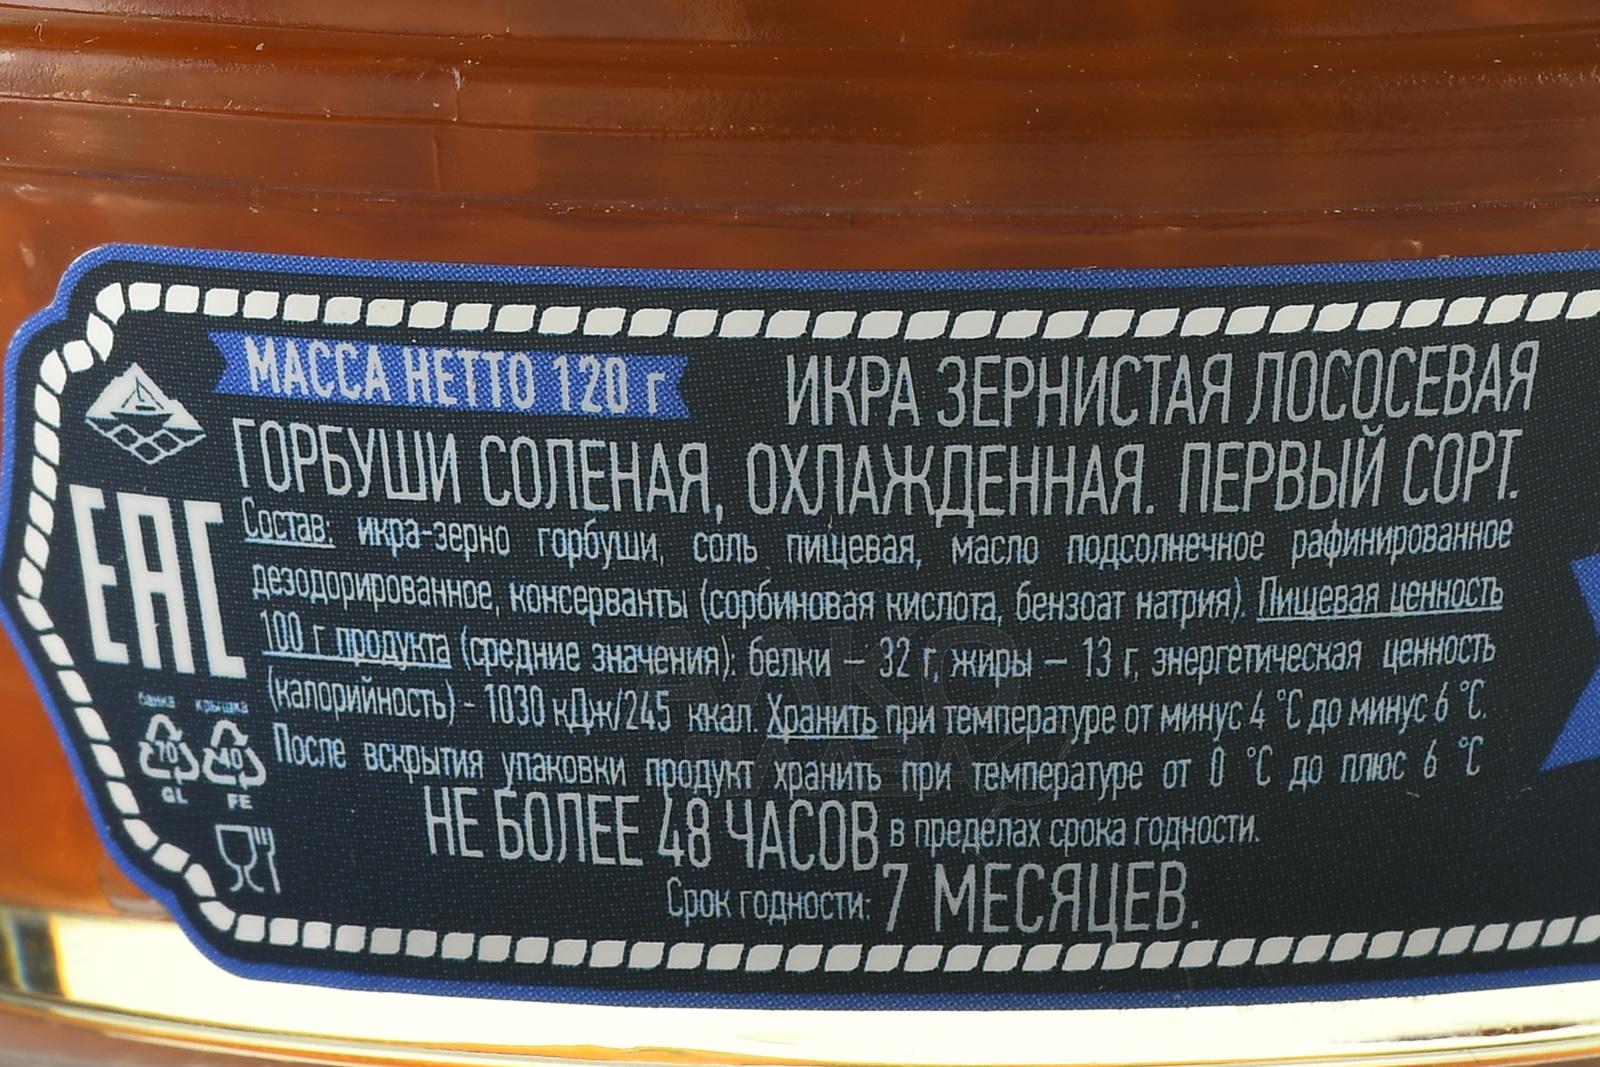 МАССА НЕТТО 120 г ИКРА ЗЕРНИСТАЯ ЛОСОСЕВАЯ
ГОРБУШИ СОЛЕНАЯ, ОХЛАЖДЕННАЯ. ПЕРВЫЙ СОРТ.
Состав: икра-зерно горбуши, соль пищевая, масло подсолнечное рафинированное
дезодорированное, консерванты (сорбиновая кислота, бензоат натрия). Пищевая ценность
100 г продукта (средние значения): белки – 32 г, жиры – 13 г, энергетическая ценность
(калорийность) - 1030 кДж/245 ккал. Хранить при температуре от минус 4 °C до минус 6 °C.
После вскрытия упаковки продукт хранить при температуре от 0 °C до плюс 6 °C
НЕ БОЛЕЕ 48 ЧАСОВ в пределах срока годности.
Срок годности: 7 МЕСЯЦЕВ.
EAC
банка крышка
70 40
GL FE
АЛКО
ПЛАЗА